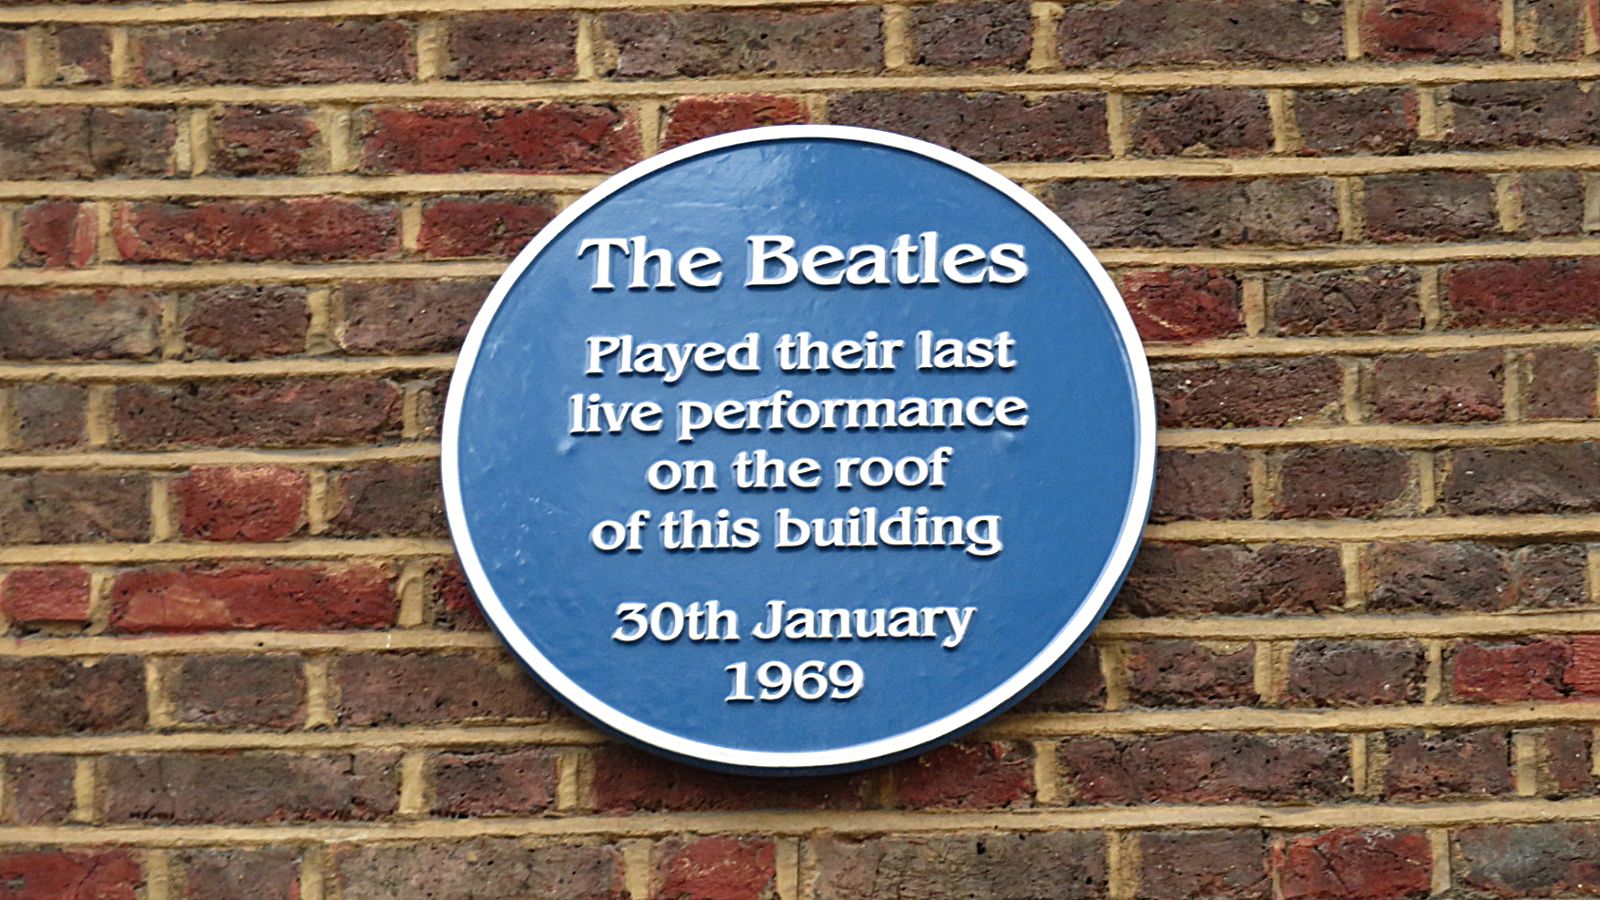 The Beatles
Played their last
live performance
on the roof
of this building
30th January
1969